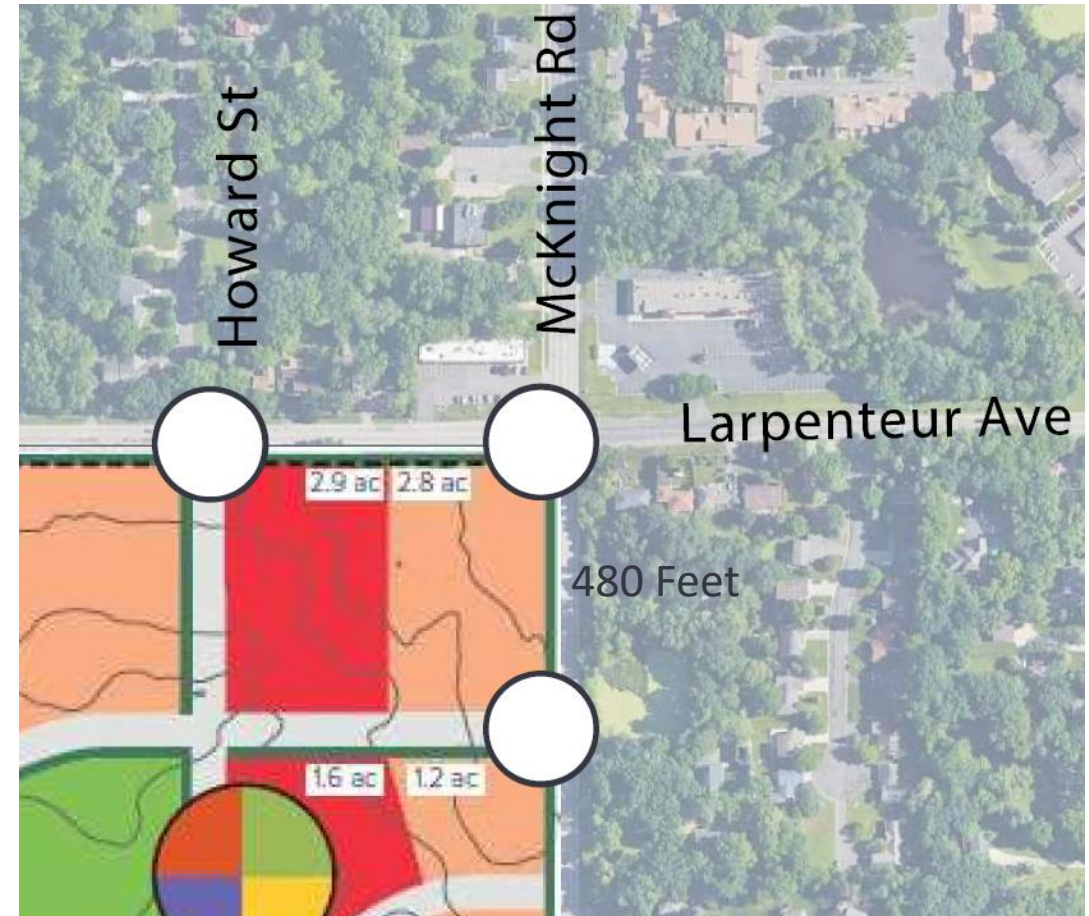 Howard St
McKnight Rd
Larpenteur Ave
2.9 ac
2.8 ac
480 Feet
1.6 ac
1.2 ac